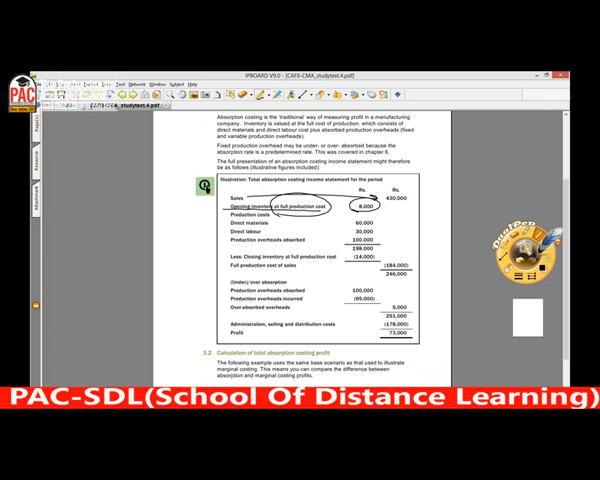 IPBOARD V9.0 - [CAF8-CMA_studytext.4.pdf]
PAC
Tool Network Window Subject Help
CAF8-CMA_studytext.4.pdf
Absorption costing is the 'traditional' way of measuring profit in a manufacturing
company. Inventory is valued at the full cost of production, which consists of
direct materials and direct labour cost plus absorbed production overheads (fixed
and variable production overheads).
Fixed production overhead may be under- or over- absorbed because the
absorption rate is a predetermined rate. This was covered in chapter 6.
The full presentation of an absorption costing income statement might therefore
be as follows (illustrative figures included)
Illustration: Total absorption costing income statement for the period
Rs. Rs.
Sales 430,000
Opening inventory at full production cost 8,000
Production costs
Direct materials 60,000
Direct labour 30,000
Production overheads absorbed 100,000
198,000
Less: Closing inventory at full production cost (14,000)
Full production cost of sales (184,000)
246,000
(Under)/over absorption
Production overheads absorbed 100,000
Production overheads incurred (95,000)
Over-absorbed overheads 5,000
251,000
Administration, selling and distribution costs (178,000)
Profit 73,000
3.2 Calculation of total absorption costing profit
The following example uses the same base scenario as that used to illustrate
marginal costing. This means you can compare the difference between
absorption and marginal costing profits.
DualPen
PAC-SDL(School Of Distance Learning)